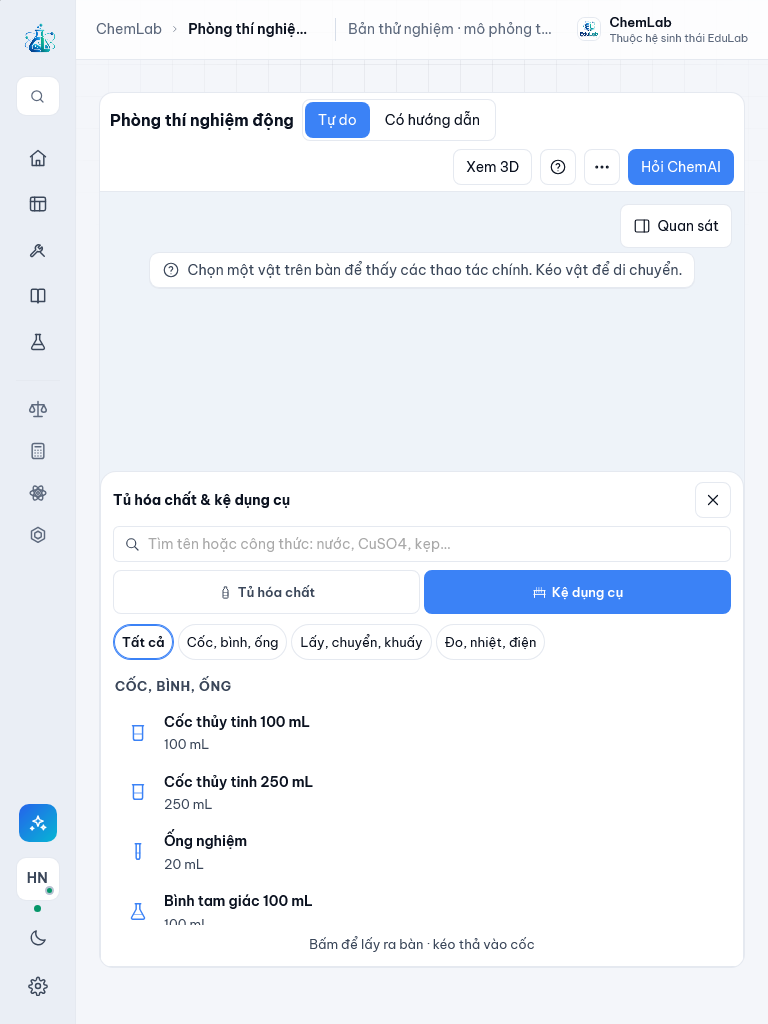 ChemLab
Phòng thí nghiệ...
Bản thử nghiệm · mô phỏng t...
ChemLab
Thuộc hệ sinh thái EduLab
Phòng thí nghiệm động
Tự do
Có hướng dẫn
Xem 3D
Hỏi ChemAI
Quan sát
Chọn một vật trên bàn để thấy các thao tác chính. Kéo vật để di chuyển.
Tủ hóa chất & kệ dụng cụ
Tìm tên hoặc công thức: nước, CuSO4, kẹp...
Tủ hóa chất
Kệ dụng cụ
Tất cả
Cốc, bình, ống
Lấy, chuyển, khuấy
Đo, nhiệt, điện
CỐC, BÌNH, ỐNG
Cốc thủy tinh 100 mL
100 mL
Cốc thủy tinh 250 mL
250 mL
Ống nghiệm
20 mL
Bình tam giác 100 mL
100 mL
Bấm để lấy ra bàn · kéo thả vào cốc
HN